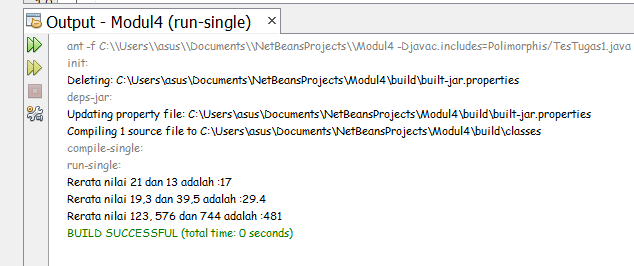 Output - Modul4 (run-single) ×
ant -f C:\\Users\\asus\\Documents\\NetBeansProjects\\Modul4 -Djavac.includes=Polimorphis/TesTugas1.java
init:
Deleting: C:\Users\asus\Documents\NetBeansProjects\Modul4\build\built-jar.properties
deps-jar:
Updating property file: C:\Users\asus\Documents\NetBeansProjects\Modul4\build\built-jar.properties
Compiling 1 source file to C:\Users\asus\Documents\NetBeansProjects\Modul4\build\classes
compile-single:
run-single:
Rerata nilai 21 dan 13 adalah :17
Rerata nilai 19,3 dan 39,5 adalah :29.4
Rerata nilai 123, 576 dan 744 adalah :481
BUILD SUCCESSFUL (total time: 0 seconds)